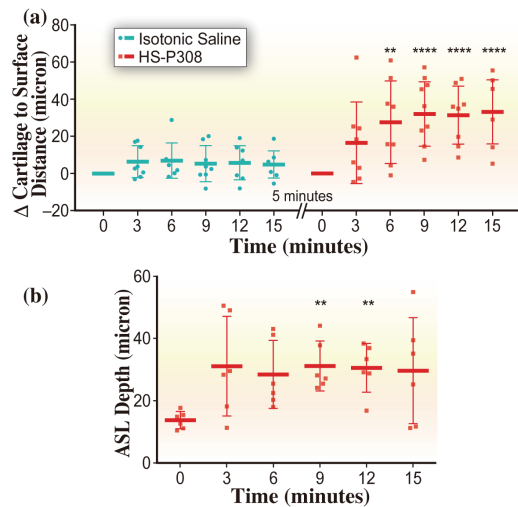 (a)
Isotonic Saline
HS-P308
Δ Cartilage to Surface
Distance (micron)
80
60
40
20
0
–20
** **** **** ****
5 minutes
0 3 6 9 12 15 0 3 6 9 12 15
Time (minutes)
(b)
ASL Depth (micron)
60
40
20
0
** **
0 3 6 9 12 15
Time (minutes)